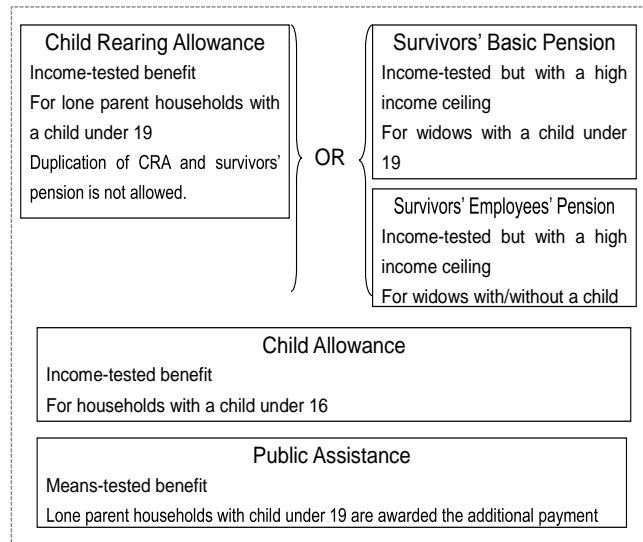 Child Rearing Allowance
Income-tested benefit
For lone parent households with
a child under 19
Duplication of CRA and survivors'
pension is not allowed.
OR
Survivors' Basic Pension
Income-tested but with a high
income ceiling
For widows with a child under
19
Survivors' Employees' Pension
Income-tested but with a high
income ceiling
For widows with/without a child
Child Allowance
Income-tested benefit
For households with a child under 16
Public Assistance
Means-tested benefit
Lone parent households with child under 19 are awarded the additional payment